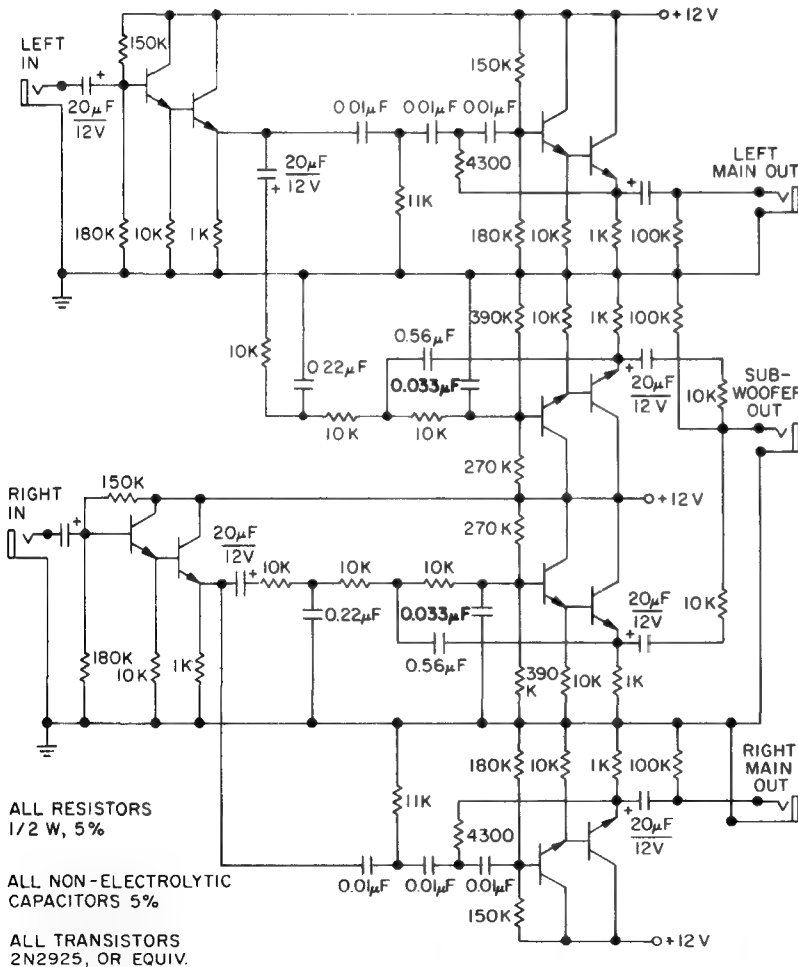 +12V
LEFT
IN
150K
20µF
12V
180K
10K
1K
20µF
12V
0.01µF
0.01µF
0.01µF
11K
4300
150K
180K
10K
1K
100K
LEFT
MAIN OUT
10K
0.22µF
10K
0.56µF
0.033µF
10K
390K
10K
1K
100K
20µF
12V
10K
SUB-
WOOFER
OUT
270K
+12V
RIGHT
IN
150K
180K
10K
1K
20µF
12V
10K
10K
10K
0.22µF
0.033µF
0.56µF
270K
390
K
10K
1K
20µF
12V
10K
11K
4300
0.01µF
0.01µF
0.01µF
180K
10K
1K
100K
150K
20µF
12V
RIGHT
MAIN
OUT
+12V
ALL RESISTORS
1/2 W, 5%
ALL NON-ELECTROLYTIC
CAPACITORS 5%
ALL TRANSISTORS
2N2925, OR EQUIV.